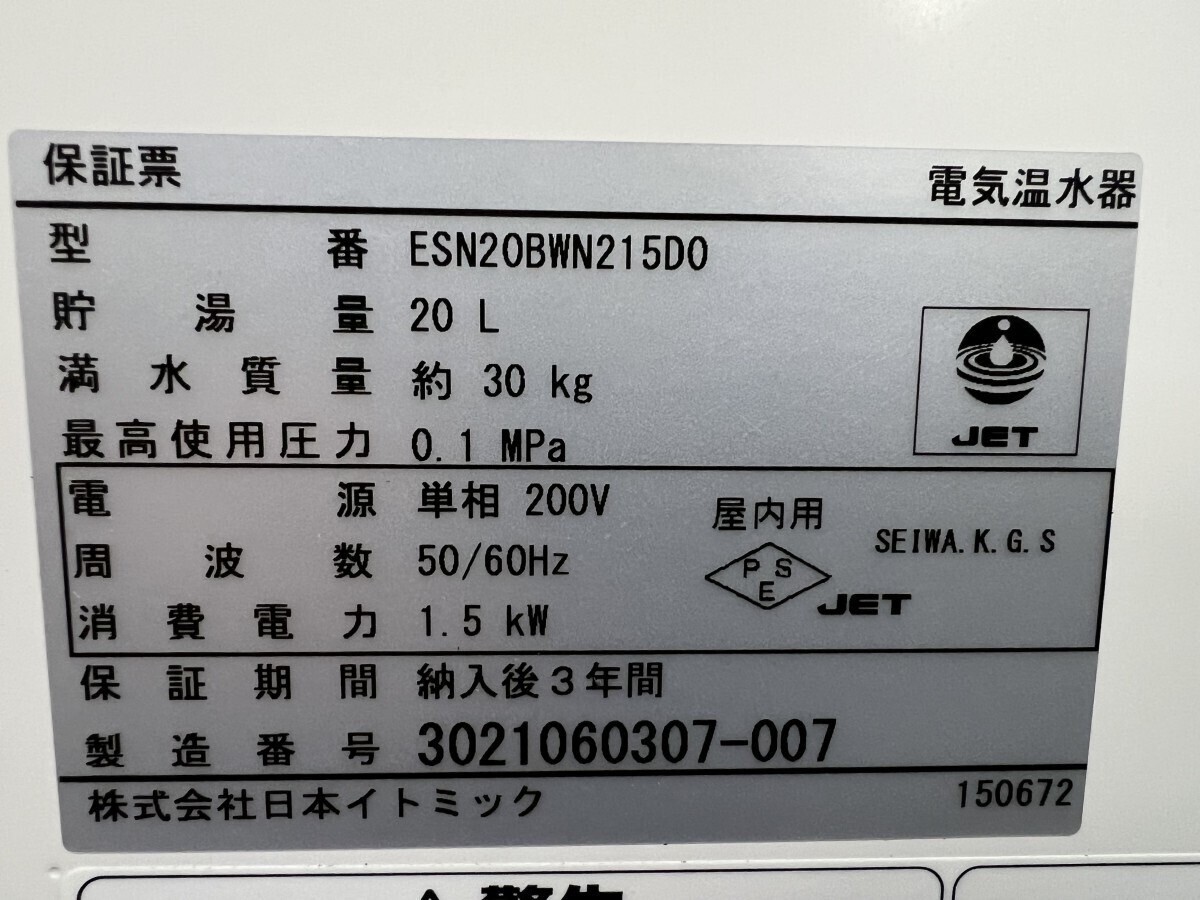 保証票 電気温水器
型番 ESN20BWN215D0
貯湯量 20 L
満水質量 約 30 kg
最高使用圧力 0.1 MPa
JET
電源 単相 200V
周波数 50/60Hz
消費電力 1.5 kW
屋内用
SEIWA.K.G.S
PSE
JET
保証期間 納入後3年間
製造番号 3021060307-007
株式会社日本イトミック 150672
警告